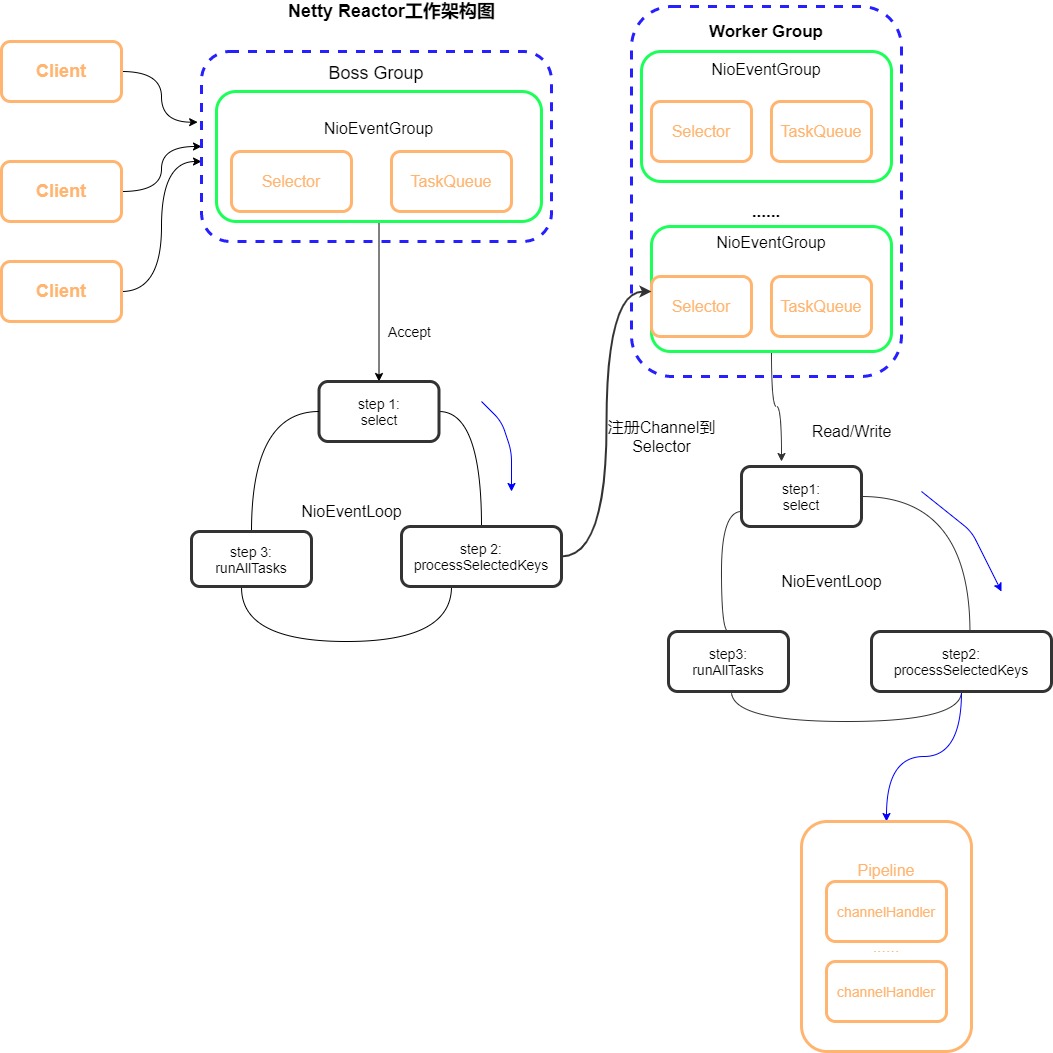 Netty Reactor工作架构图
Client
Client
Client
Boss Group
NioEventGroup
Selector
TaskQueue
Accept
step 1:
select
NioEventLoop
step 3:
runAllTasks
step 2:
processSelectedKeys
注册Channel到
Selector
Worker Group
NioEventGroup
Selector
TaskQueue
......
NioEventGroup
Selector
TaskQueue
Read/Write
step1:
select
NioEventLoop
step3:
runAllTasks
step2:
processSelectedKeys
Pipeline
channelHandler
......
channelHandler